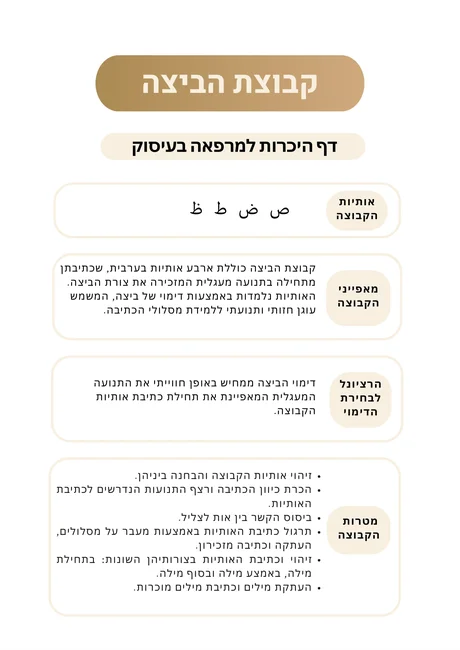 קבוצת הביצה
דף היכרות למרפאה בעיסוק
אותיות
הקבוצה
ص ض ط ظ
מאפייני
הקבוצה
קבוצת הביצה כוללת ארבע אותיות בערבית, שכתיבתן
מתחילה בתנועה מעגלית המזכירה את צורת הביצה.
האותיות נלמדות באמצעות דימוי של ביצה, המשמש
עוגן חזותי ותנועתי ללמידת מסלולי הכתיבה.
הרציונל
לבחירת
הדימוי
דימוי הביצה ממחיש באופן חווייתי את התנועה
המעגלית המאפיינת את תחילת כתיבת אותיות
הקבוצה.
מטרות
הקבוצה
• זיהוי אותיות הקבוצה והבחנה ביניהן.
• הכרת כיוון הכתיבה ורצף התנועות הנדרשים לכתיבת
האותיות.
• ביסוס הקשר בין אות לצליל.
• תרגול כתיבת האותיות באמצעות מעבר על מסלולים,
העתקה וכתיבה מזכירון.
• זיהוי וכתיבת האותיות בצורותיהן השונות: בתחילת
מילה, באמצע מילה ובסוף מילה.
• העתקת מילים וכתיבת מילים מוכרות.